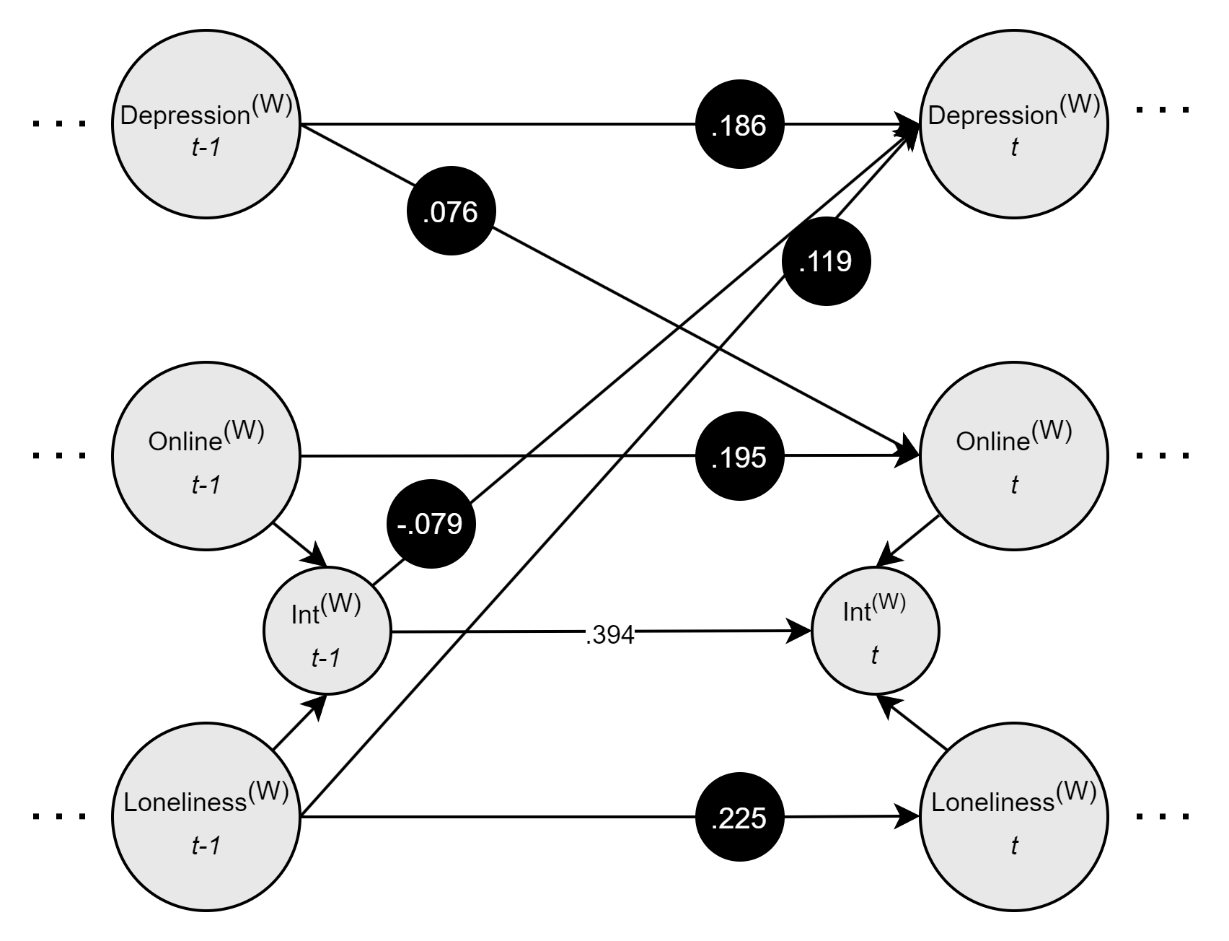 Depression(W)
t-1
.186
Depression(W)
t
.076
.119
Online(W)
t-1
.195
Online(W)
t
-.079
Int(W)
t-1
.394
Int(W)
t
Loneliness(W)
t-1
.225
Loneliness(W)
t